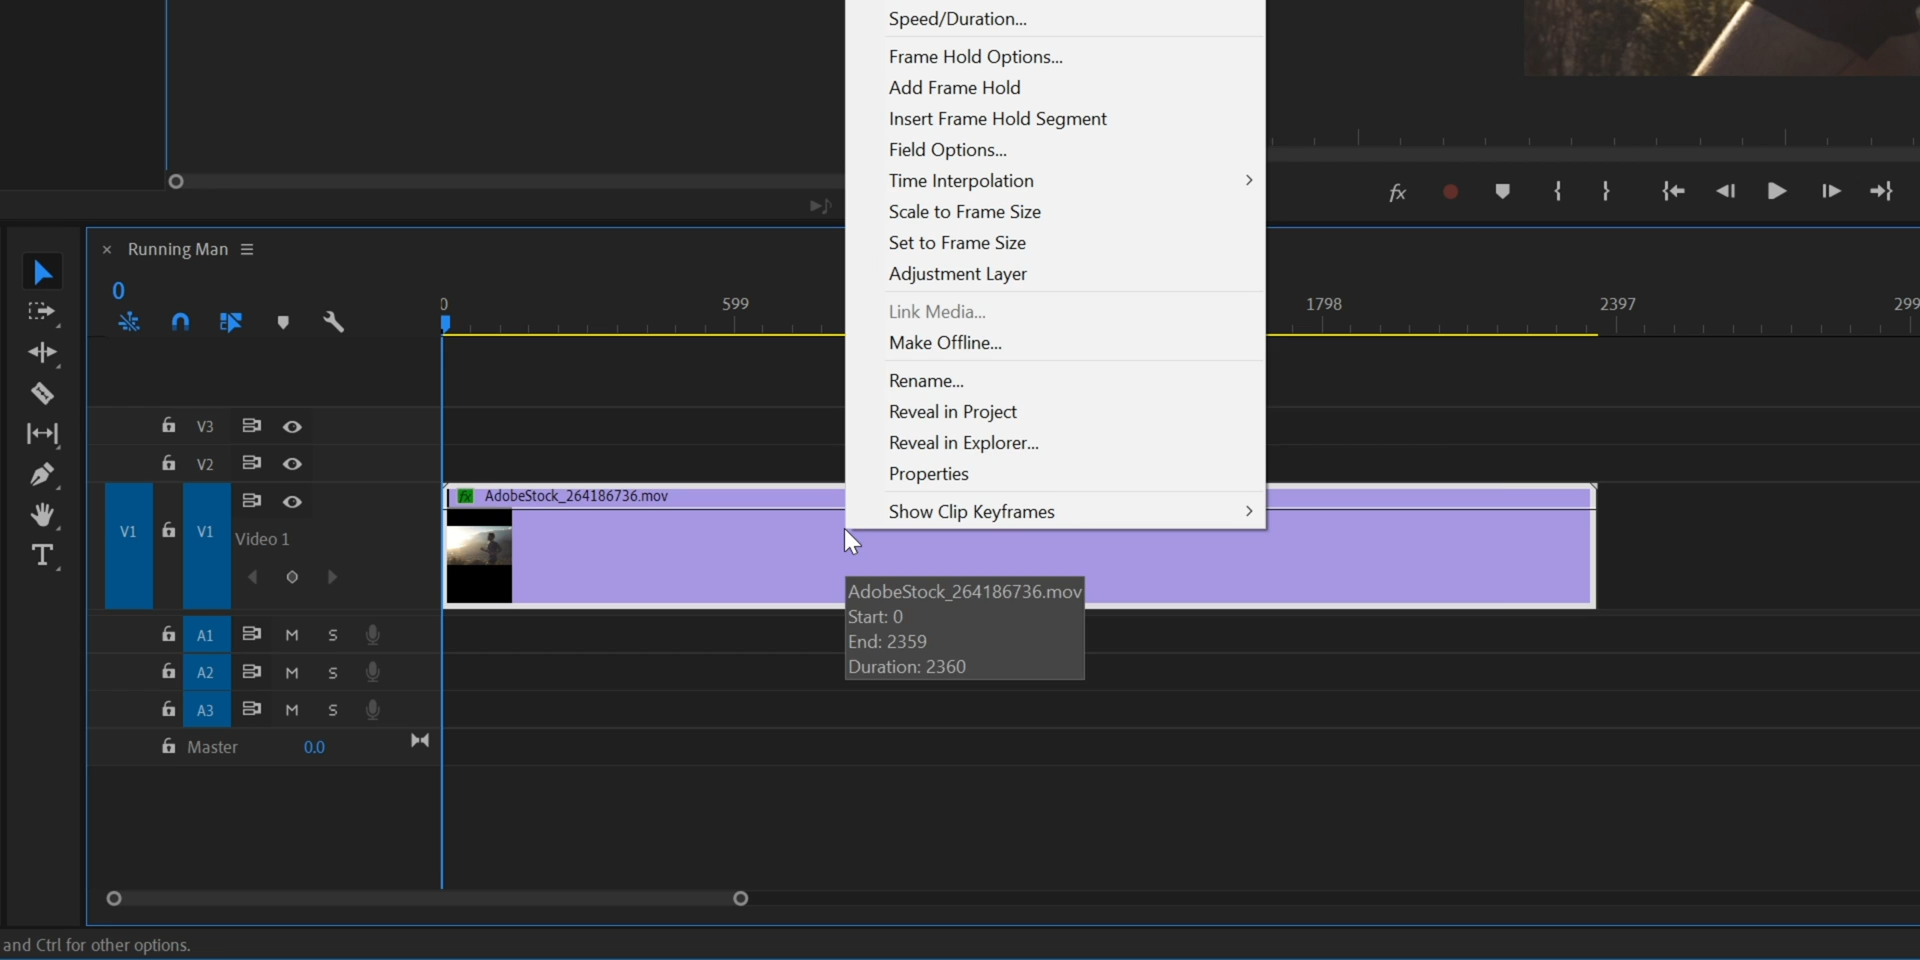 Speed/Duration...
Frame Hold Options...
Add Frame Hold
Insert Frame Hold Segment
Field Options...
Time Interpolation
Scale to Frame Size
Set to Frame Size
Adjustment Layer
Link Media...
Make Offline...
Rename...
Reveal in Project
Reveal in Explorer...
Properties
Show Clip Keyframes
fx
Running Man
0
0
599
1798
2397
299
V3
V2
fx AdobeStock_264186736.mov
V1
V1
Video 1
AdobeStock_264186736.mov
Start: 0
End: 2359
Duration: 2360
A1 M S
A2 M S
A3 M S
Master 0.0
and Ctrl for other options.